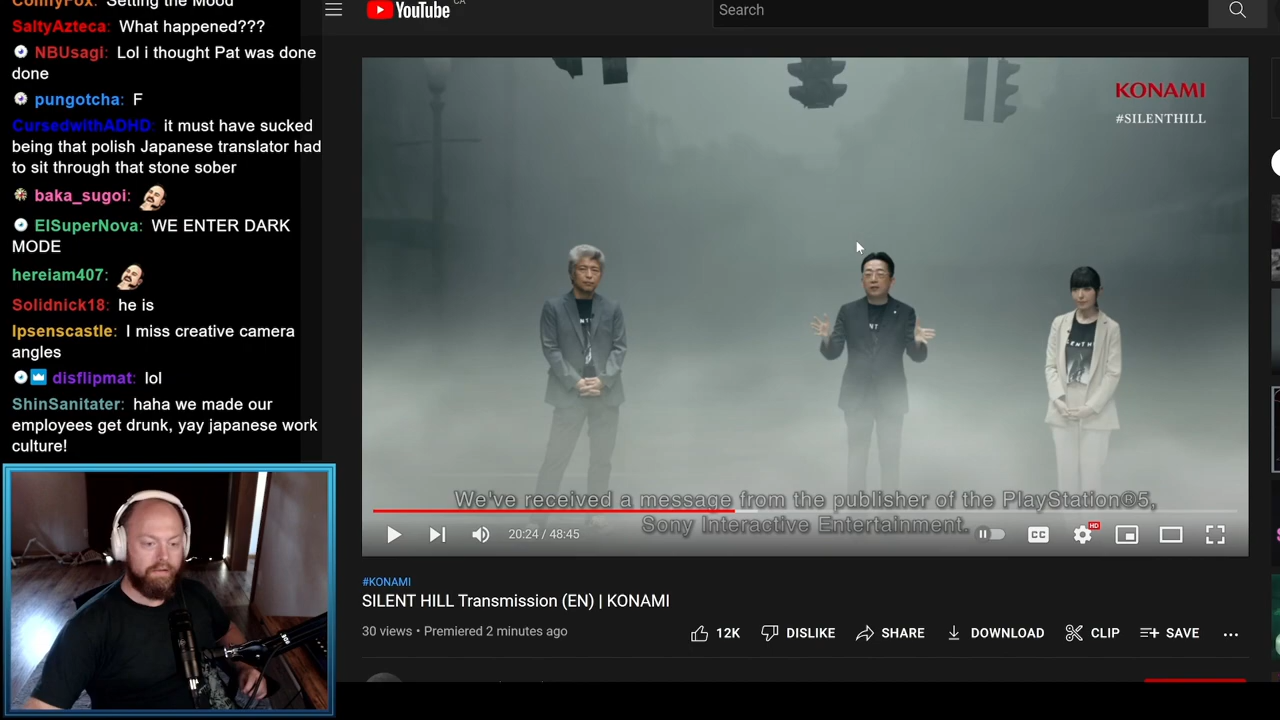 ComfyFox: Setting the Mood
SaltyAzteca: What happened???
NBUsagi: Lol i thought Pat was done
done
pungotcha: F
CursedwithADHD: it must have sucked
being that polish Japanese translator had
to sit through that stone sober
baka_sugoi:
ElSuperNova: WE ENTER DARK
MODE
hereiam407:
Solidnick18: he is
Ipsenscastle: I miss creative camera
angles
disflipmat: lol
ShinSanitater: haha we made our
employees get drunk, yay japanese work
culture!
YouTube CA
Search
KONAMI
#SILENTHILL
We've received a message from the publisher of the PlayStation®5,
Sony Interactive Entertainment.
20:24 / 48:45
CC
HD
#KONAMI
SILENT HILL Transmission (EN) | KONAMI
30 views • Premiered 2 minutes ago
12K
DISLIKE
SHARE
DOWNLOAD
CLIP
SAVE